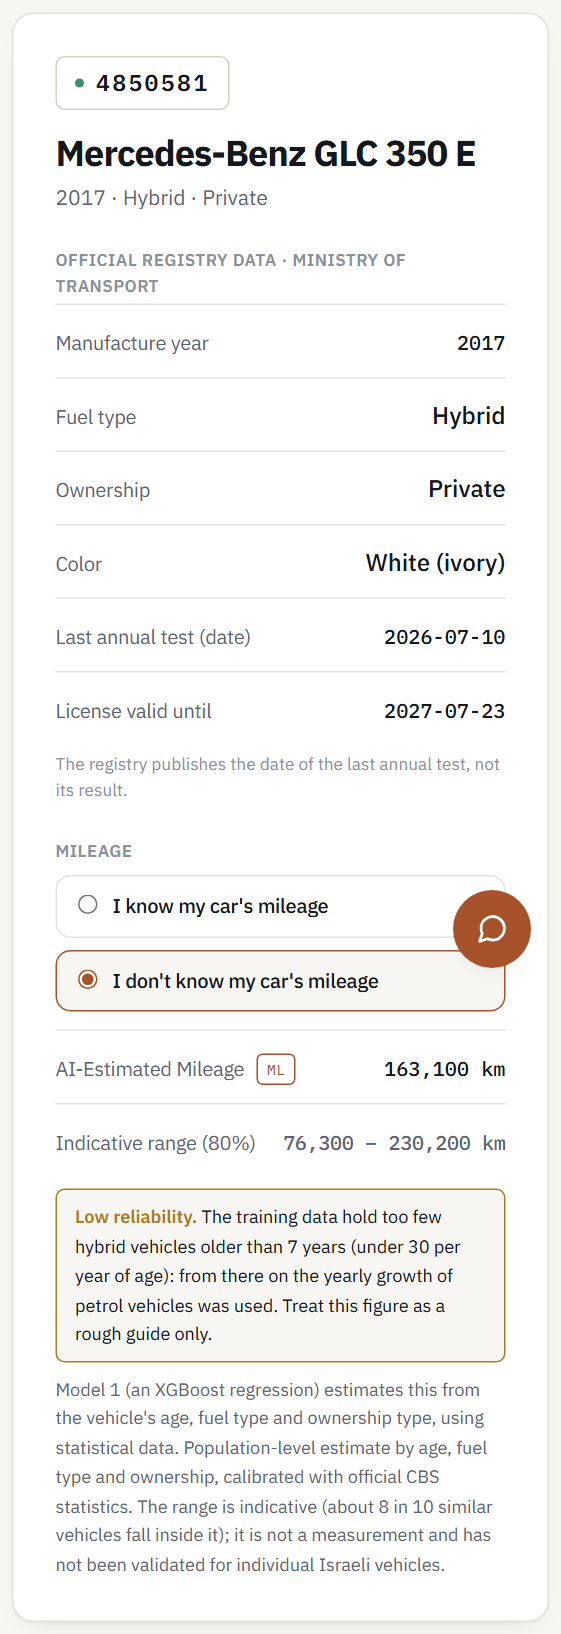 4850581
Mercedes-Benz GLC 350 E
2017 · Hybrid · Private
OFFICIAL REGISTRY DATA · MINISTRY OF
TRANSPORT
Manufacture year 2017
Fuel type Hybrid
Ownership Private
Color White (ivory)
Last annual test (date) 2026-07-10
License valid until 2027-07-23
The registry publishes the date of the last annual test, not
its result.
MILEAGE
I know my car's mileage
I don't know my car's mileage
AI-Estimated Mileage ML 163,100 km
Indicative range (80%) 76,300 – 230,200 km
Low reliability. The training data hold too few
hybrid vehicles older than 7 years (under 30 per
year of age): from there on the yearly growth of
petrol vehicles was used. Treat this figure as a
rough guide only.
Model 1 (an XGBoost regression) estimates this from
the vehicle's age, fuel type and ownership type, using
statistical data. Population-level estimate by age, fuel
type and ownership, calibrated with official CBS
statistics. The range is indicative (about 8 in 10 similar
vehicles fall inside it); it is not a measurement and has
not been validated for individual Israeli vehicles.